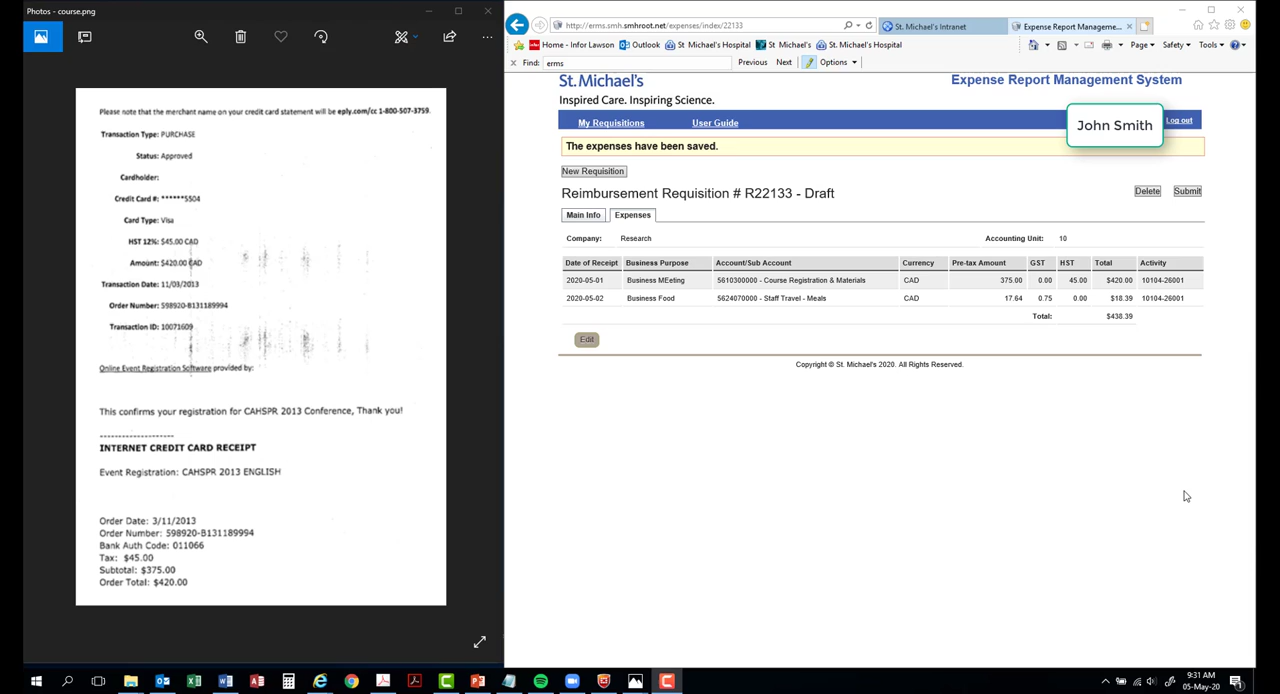 Photos - course.png
Please note that the merchant name on your credit card statement will be eply.com/cc 1-800-507-3759.
Transaction Type: PURCHASE
Status: Approved
Cardholder:
Credit Card #: ******5504
Card Type: Visa
HST 12%: $45.00 CAD
Amount: $420.00 CAD
Transaction Date: 11/03/2013
Order Number: 598920-B131189994
Transaction ID: 10071609
Online Event Registration Software provided by:
This confirms your registration for CAHSPR 2013 Conference, Thank you!
--------------------
INTERNET CREDIT CARD RECEIPT
Event Registration: CAHSPR 2013 ENGLISH
Order Date: 3/11/2013
Order Number: 598920-B131189994
Bank Auth Code: 011066
Tax: $45.00
Subtotal: $375.00
Order Total: $420.00
http://erms.smh.smhroot.net/expenses/index/22133
St. Michael's Intranet
Expense Report Manageme...
Home - Infor Lawson Outlook St. Michael's Hospital St. Michael's St. Michael's Hospital
Page Safety Tools
Find: erms Previous Next Options
St. Michael's
Inspired Care. Inspiring Science.
Expense Report Management System
My Requisitions User Guide
John Smith
Log out
The expenses have been saved.
New Requisition
Reimbursement Requisition # R22133 - Draft
Delete Submit
Main Info Expenses
Company: Research Accounting Unit: 10
Date of Receipt Business Purpose Account/Sub Account Currency Pre-tax Amount GST HST Total Activity
2020-05-01 Business MEeting 5610300000 - Course Registration & Materials CAD 375.00 0.00 45.00 $420.00 10104-26001
2020-05-02 Business Food 5624070000 - Staff Travel - Meals CAD 17.64 0.75 0.00 $18.39 10104-26001
Total: $438.39
Edit
Copyright © St. Michael's 2020. All Rights Reserved.
9:31 AM
05-May-20